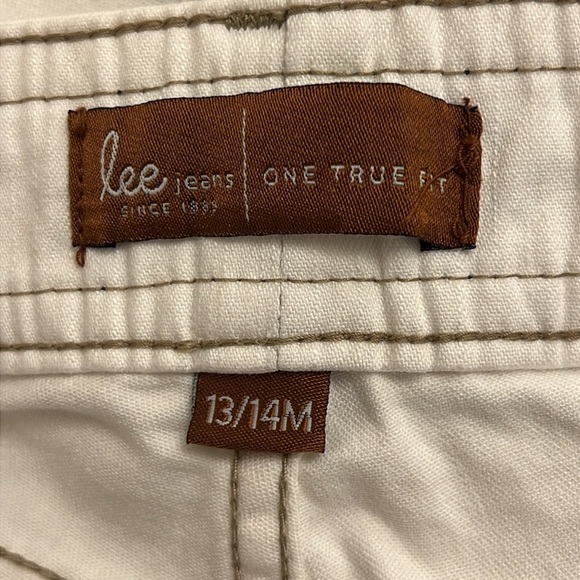 lee jeans | ONE TRUE FIT
SINCE 1889
13/14M